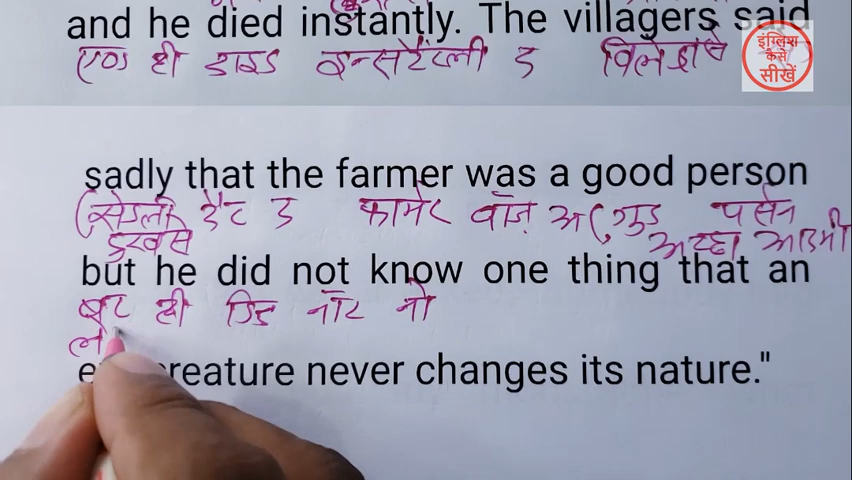 and he died instantly. The villagers said
इंग्लिश
कैसे
सीखें
एण्ड ही डाइड इन्सटैंटली द विलेजर्स
sadly that the farmer was a good person
(सेडली दैट द फार्मर वॉज़ अ (गुड पर्सन
दुखसे अच्छा आदमी
but he did not know one thing that an
बट ही डिड नॉट नो
creature never changes its nature."